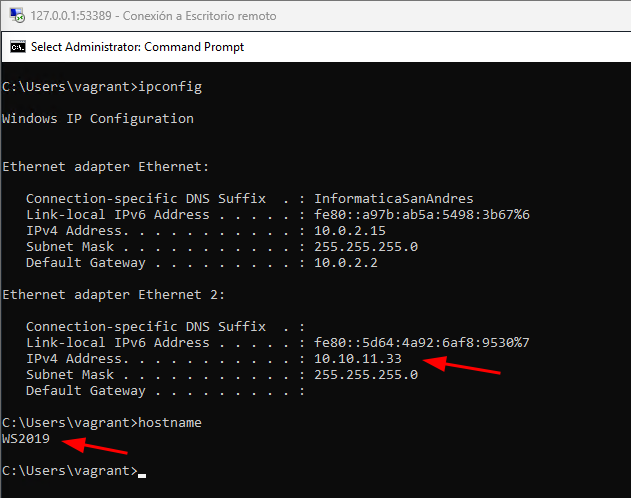 127.0.0.1:53389 - Conexión a Escritorio remoto
Select Administrator: Command Prompt
C:\Users\vagrant>ipconfig
Windows IP Configuration
Ethernet adapter Ethernet:
Connection-specific DNS Suffix  . : InformaticaSanAndres
Link-local IPv6 Address . . . . . : fe80::a97b:ab5a:5498:3b67%6
IPv4 Address. . . . . . . . . . . : 10.0.2.15
Subnet Mask . . . . . . . . . . . : 255.255.255.0
Default Gateway . . . . . . . . . : 10.0.2.2
Ethernet adapter Ethernet 2:
Connection-specific DNS Suffix  . :
Link-local IPv6 Address . . . . . : fe80::5d64:4a92:6af8:9530%7
IPv4 Address. . . . . . . . . . . : 10.10.11.33
Subnet Mask . . . . . . . . . . . : 255.255.255.0
Default Gateway . . . . . . . . . :
C:\Users\vagrant>hostname
WS2019
C:\Users\vagrant>